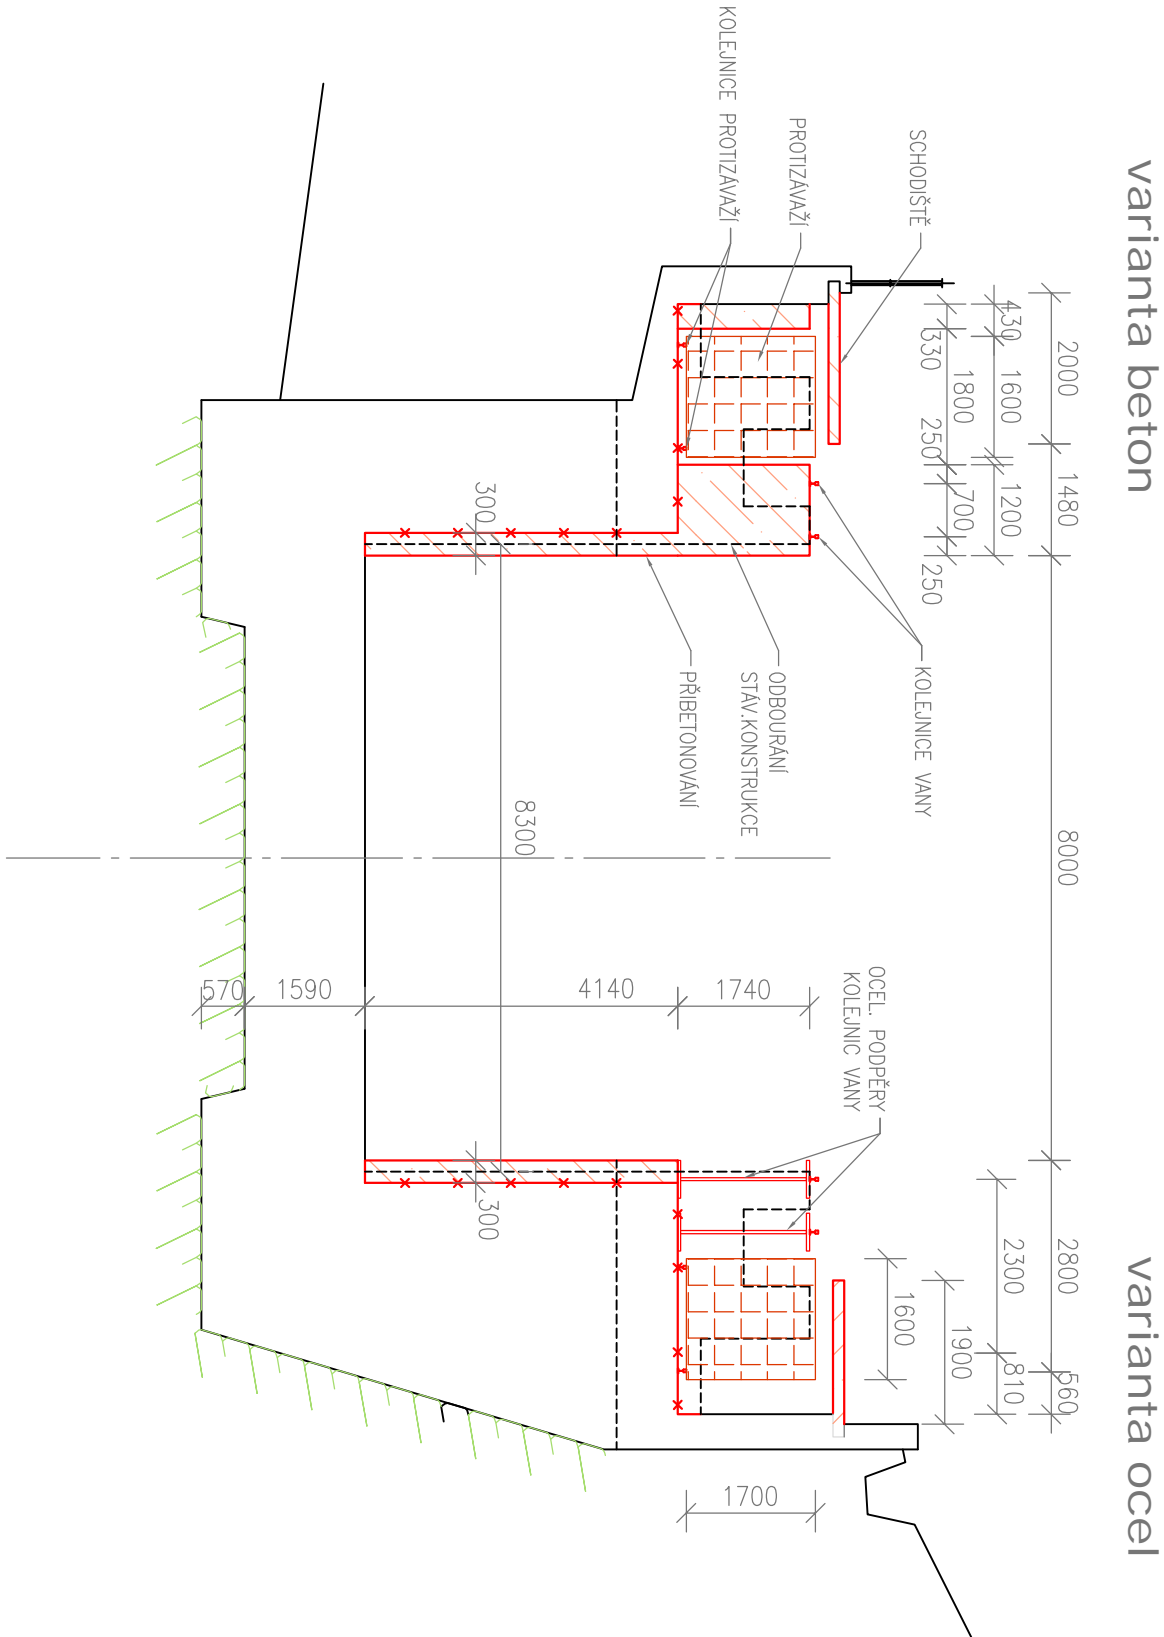 varianta beton
varianta ocel
KOLEJNICE PROTIZÁVAŽÍ
PROTIZÁVAŽÍ
SCHODIŠTĚ
KOLEJNICE VANY
ODBOURÁNÍ
STÁV.KONSTRUKCE
PŘIBETONOVÁNÍ
OCEL. PODPĚRY
KOLEJNIC VANY
2000
1480
8000
2800
560
430
1600
1200
2300
810
330
1800
250
700
250
1900
1600
300
8300
300
570
1590
4140
1740
1700